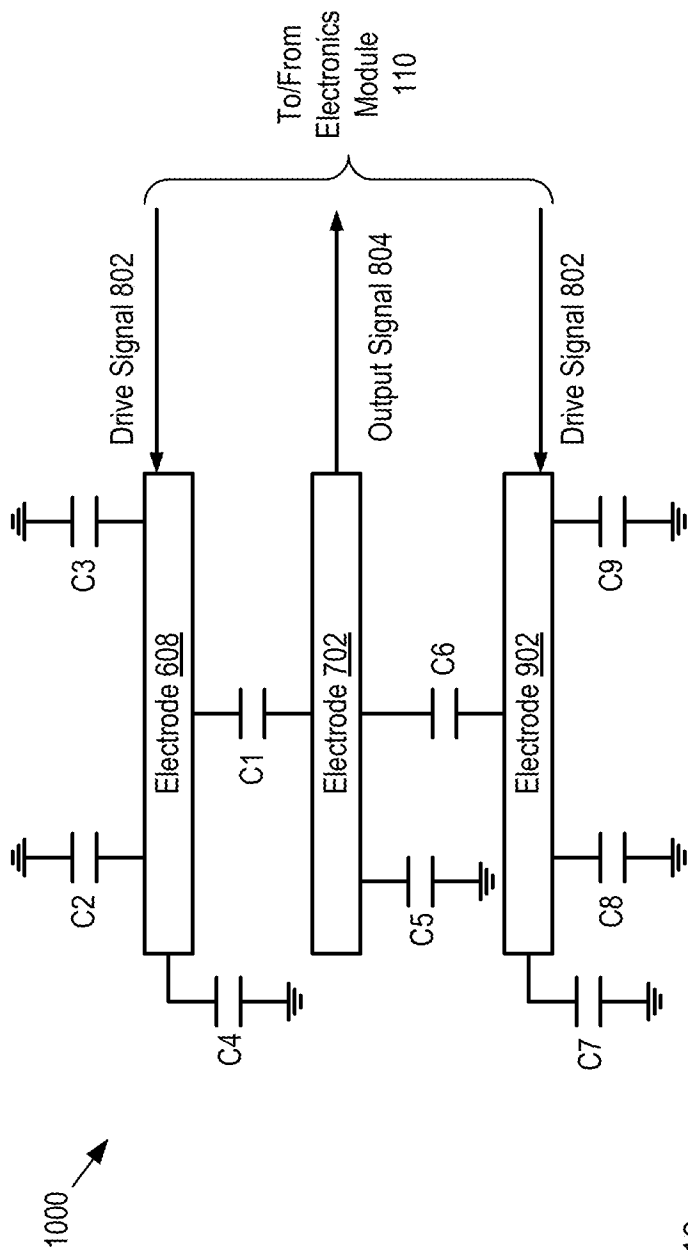 1000
C2
C3
C4
Electrode 608
Drive Signal 802
C1
Electrode 702
Output Signal 804
To/From
Electronics
Module
110
C5
C6
Electrode 902
Drive Signal 802
C7
C8
C9